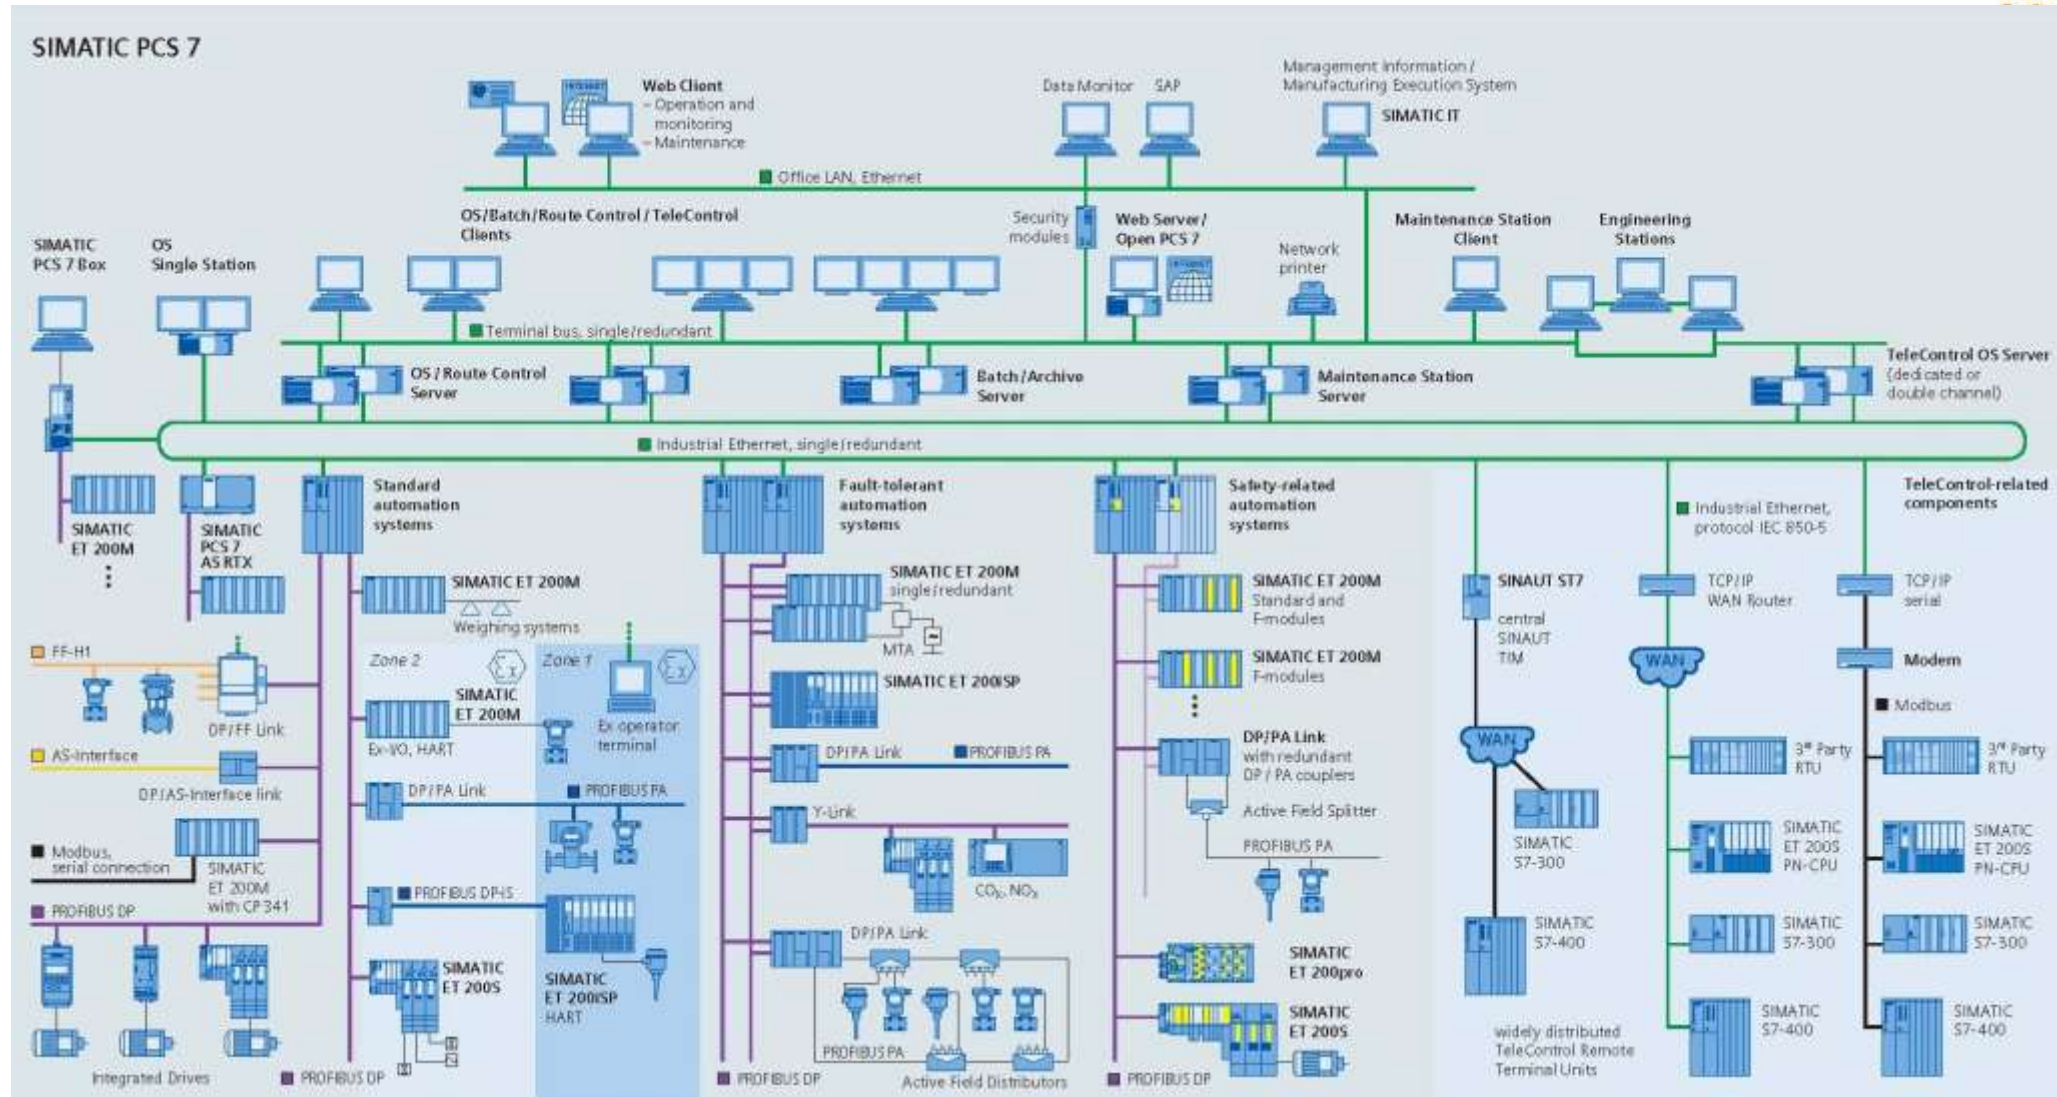 SIMATIC PCS 7
Web Client
– Operation and
monitoring
– Maintenance
INTERNET
Data Monitor
SAP
Management Information /
Manufacturing Execution System
SIMATIC IT
Office LAN, Ethernet
OS/Batch/Route Control / TeleControl
Clients
Security
modules
Web Server/
Open PCS 7
INTERNET
Network
printer
Maintenance Station
Client
Engineering
Stations
SIMATIC
PCS 7 Box
OS
Single Station
Terminal bus, single/redundant
OS / Route Control
Server
Batch /Archive
Server
Maintenance Station
Server
TeleControl OS Server
(dedicated or
double channel)
Industrial Ethernet, single/redundant
SIMATIC
ET 200M
SIMATIC
PCS 7
AS RTX
Standard
automation
systems
Fault-tolerant
automation
systems
Safety-related
automation
systems
TeleControl-related
components
Industrial Ethernet,
protocol IEC 850-5
SIMATIC ET 200M
Weighing systems
SIMATIC ET 200M
single/redundant
MTA
SIMATIC ET 200M
Standard and
F-modules
SIMATIC ET 200M
F-modules
SINAUT ST7
central
SINAUT
TIM
TCP/IP
WAN Router
TCP/IP
serial
WAN
Modem
Modbus
FF-H1
DP/FF Link
Zone 2
εx
Zone 1
εx
SIMATIC
ET 200M
Ex-I/O, HART
Ex operator
terminal
SIMATIC ET 200iSP
AS-Interface
DP/AS-Interface link
DP/PA Link
PROFIBUS PA
DP/PA Link
PROFIBUS PA
DP/PA Link
with redundant
DP / PA couplers
Active Field Splitter
PROFIBUS PA
WAN
SIMATIC
S7-300
3rd Party
RTU
3rd Party
RTU
Modbus,
serial connection
SIMATIC
ET 200M
with CP 341
Y-Link
COx, NOx
SIMATIC
ET 200S
PN-CPU
SIMATIC
ET 200S
PN-CPU
PROFIBUS DP
PROFIBUS DP-iS
SIMATIC
ET 200iSP
HART
SIMATIC
ET 200S
DP/PA Link
PROFIBUS PA
Active Field Distributors
SIMATIC
ET 200pro
SIMATIC
ET 200S
SIMATIC
S7-400
SIMATIC
S7-300
SIMATIC
S7-300
widely distributed
TeleControl Remote
Terminal Units
SIMATIC
S7-400
SIMATIC
S7-400
Integrated Drives
PROFIBUS DP
PROFIBUS DP
PROFIBUS DP